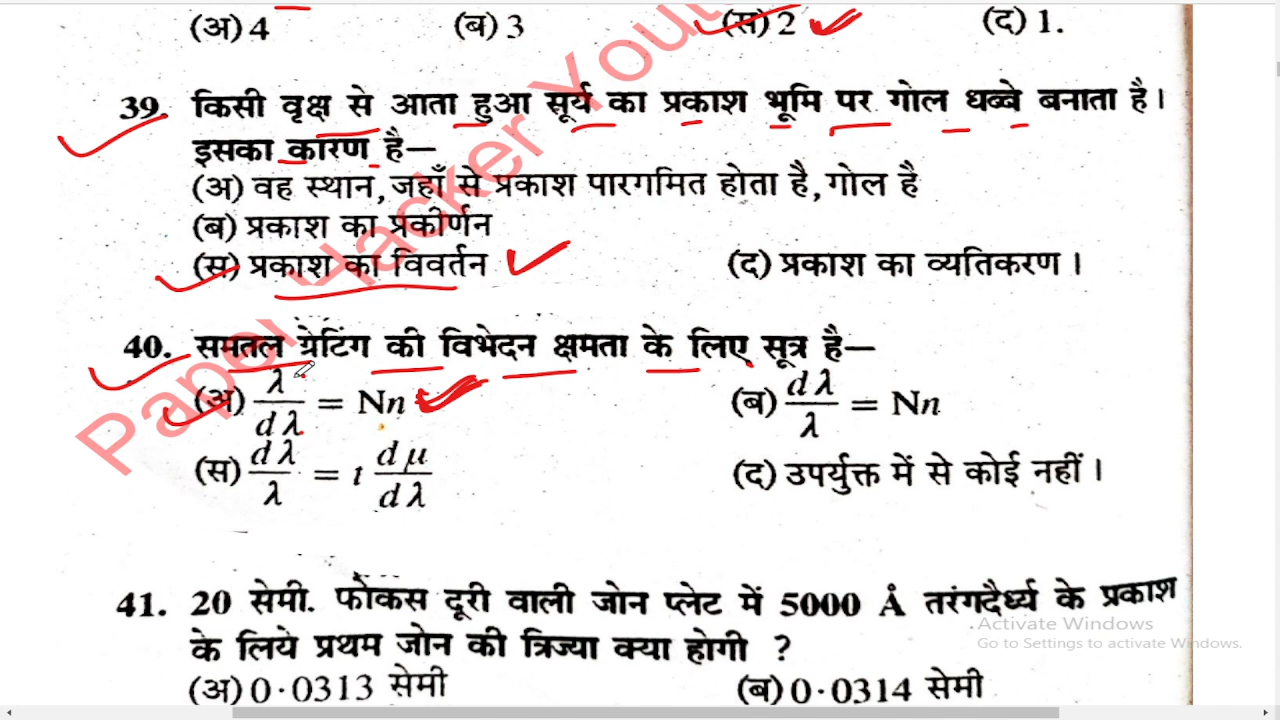 (अ) 4 (ब) 3 (स) 2 (द) 1.
39. किसी वृक्ष से आता हुआ सूर्य का प्रकाश भूमि पर गोल धब्बे बनाता है।
इसका कारण है—
(अ) वह स्थान, जहाँ से प्रकाश पारगमित होता है, गोल है
(ब) प्रकाश का प्रकीर्णन
(स) प्रकाश का विवर्तन (द) प्रकाश का व्यतिकरण।
40. समतल ग्रेटिंग की विभेदन क्षमता के लिए सूत्र है—
(अ) λ/dλ = Nn (ब) dλ/λ = Nn
(स) dλ/λ = t dμ/dλ (द) उपर्युक्त में से कोई नहीं।
41. 20 सेमी. फोकस दूरी वाली जोन प्लेट में 5000 Å तरंगदैर्ध्य के प्रकाश
के लिये प्रथम जोन की त्रिज्या क्या होगी ?
(अ) 0·0313 सेमी (ब) 0·0314 सेमी
Paper Hacker Yout
Activate Windows
Go to Settings to activate Windows.